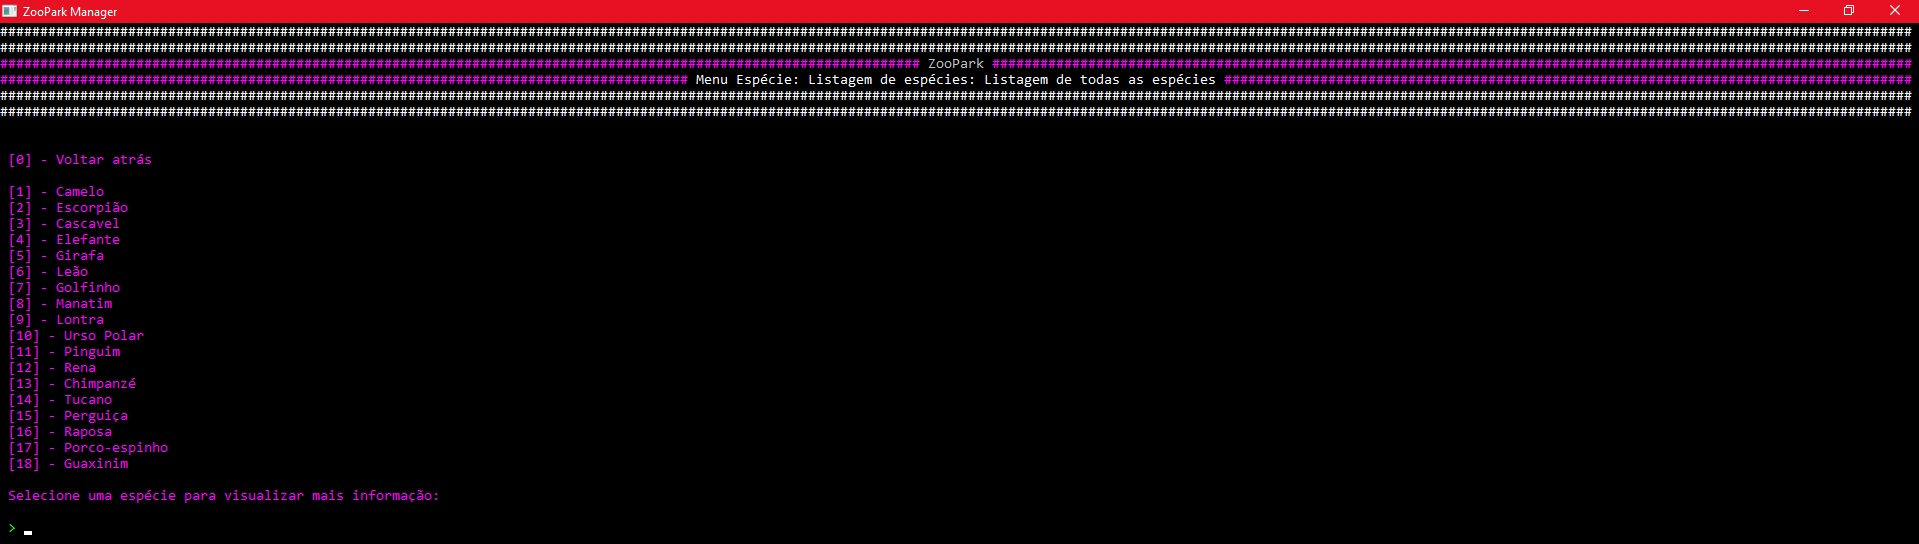 ZooPark Manager
ZooPark
Menu Espécie: Listagem de espécies: Listagem de todas as espécies
[0] - Voltar atrás
[1] - Camelo
[2] - Escorpião
[3] - Cascavel
[4] - Elefante
[5] - Girafa
[6] - Leão
[7] - Golfinho
[8] - Manatim
[9] - Lontra
[10] - Urso Polar
[11] - Pinguim
[12] - Rena
[13] - Chimpanzé
[14] - Tucano
[15] - Perguiça
[16] - Raposa
[17] - Porco-espinho
[18] - Guaxinim
Selecione uma espécie para visualizar mais informação:
>